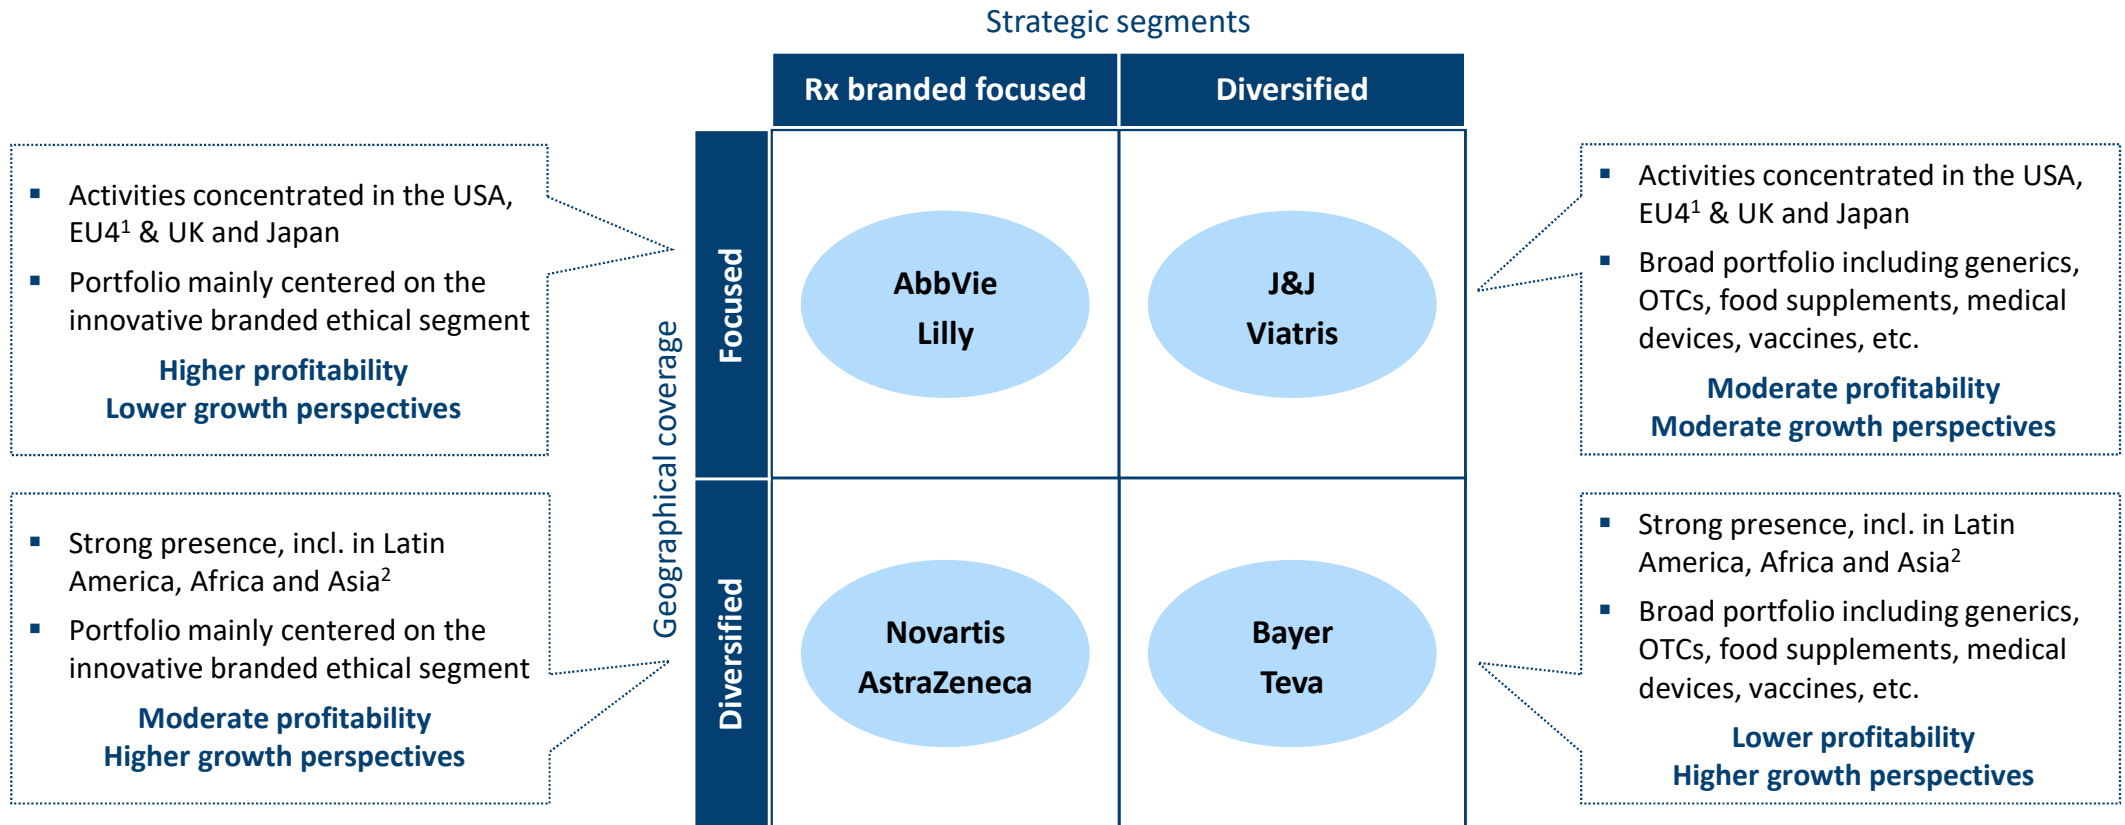 Strategic segments
Rx branded focused
Diversified
▪ Activities concentrated in the USA,
EU4¹ & UK and Japan
▪ Portfolio mainly centered on the
innovative branded ethical segment
Higher profitability
Lower growth perspectives
Geographical coverage
Focused
AbbVie
Lilly
J&J
Viatris
▪ Activities concentrated in the USA,
EU4¹ & UK and Japan
▪ Broad portfolio including generics,
OTCs, food supplements, medical
devices, vaccines, etc.
Moderate profitability
Moderate growth perspectives
▪ Strong presence, incl. in Latin
America, Africa and Asia²
▪ Portfolio mainly centered on the
innovative branded ethical segment
Moderate profitability
Higher growth perspectives
Diversified
Novartis
AstraZeneca
Bayer
Teva
▪ Strong presence, incl. in Latin
America, Africa and Asia²
▪ Broad portfolio including generics,
OTCs, food supplements, medical
devices, vaccines, etc.
Lower profitability
Higher growth perspectives